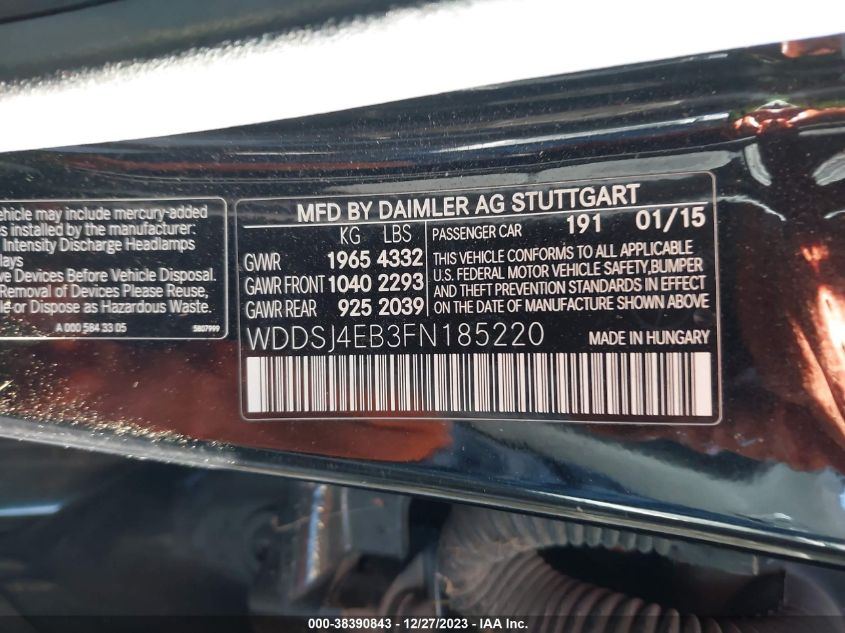 ehicle may include mercury-added
es installed by the manufacturer:
Intensity Discharge Headlamps
lays
ve Devices Before Vehicle Disposal.
Removal of Devices Please Reuse,
le or Dispose as Hazardous Waste.
A 000 584 33 05 5807999
MFD BY DAIMLER AG STUTTGART
KG LBS
GVWR 1965 4332
GAWR FRONT 1040 2293
GAWR REAR 925 2039
PASSENGER CAR 191 01/15
THIS VEHICLE CONFORMS TO ALL APPLICABLE
U.S. FEDERAL MOTOR VEHICLE SAFETY,BUMPER
AND THEFT PREVENTION STANDARDS IN EFFECT
ON THE DATE OF MANUFACTURE SHOWN ABOVE
WDDSJ4EB3FN185220 MADE IN HUNGARY
000-38390843 - 12/27/2023 - IAA Inc.